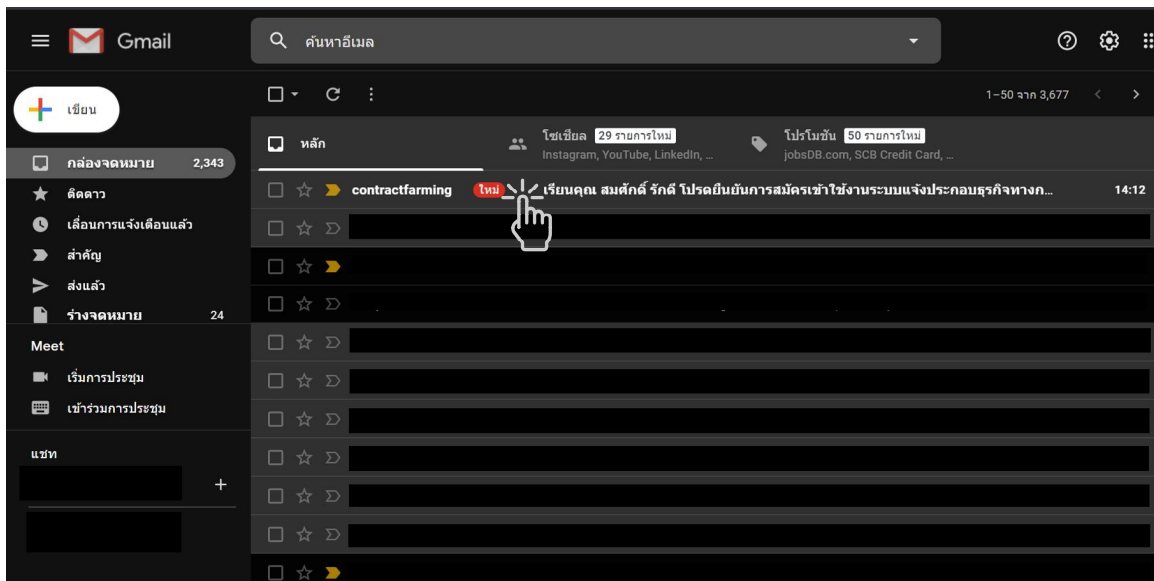 Gmail
ค้นหาอีเมล
เขียน
1–50 จาก 3,677
หลัก
โซเชียล 29 รายการใหม่
Instagram, YouTube, LinkedIn, ...
โปรโมชัน 50 รายการใหม่
jobsDB.com, SCB Credit Card, ...
กล่องจดหมาย 2,343
contractfarming ใหม่ เรียนคุณ สมศักดิ์ รักดี โปรดยืนยันการสมัครเข้าใช้งานระบบแจ้งประกอบธุรกิจทางก... 14:12
ติดดาว
เลื่อนการแจ้งเตือนแล้ว
สำคัญ
ส่งแล้ว
ร่างจดหมาย 24
Meet
เริ่มการประชุม
เข้าร่วมการประชุม
แชท